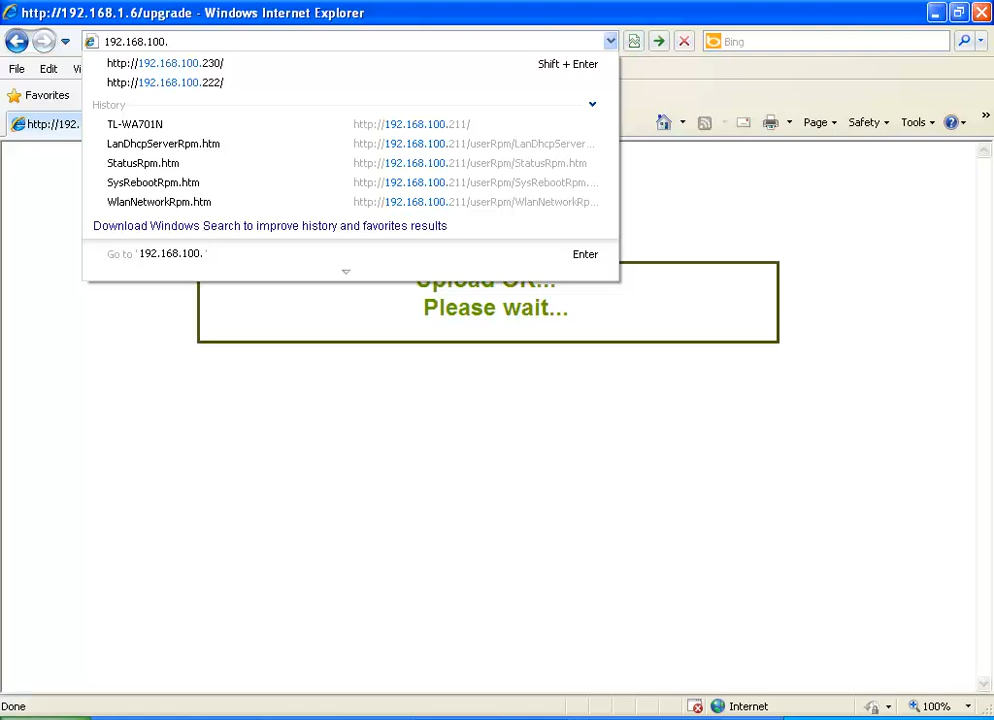 http://192.168.1.6/upgrade - Windows Internet Explorer
192.168.100.
Bing
File Edit
http://192.168.100.230/ Shift + Enter
http://192.168.100.222/
Favorites
History
http://192. Page Safety Tools »
TL-WA701N http://192.168.100.211/
LanDhcpServerRpm.htm http://192.168.100.211/userRpm/LanDhcpServer...
StatusRpm.htm http://192.168.100.211/userRpm/StatusRpm.htm
SysRebootRpm.htm http://192.168.100.211/userRpm/SysRebootRpm....
WlanNetworkRpm.htm http://192.168.100.211/userRpm/WlanNetworkRp...
Download Windows Search to improve history and favorites results
Go to '192.168.100.' Enter
Upload OK...
Please wait...
Done Internet 100%